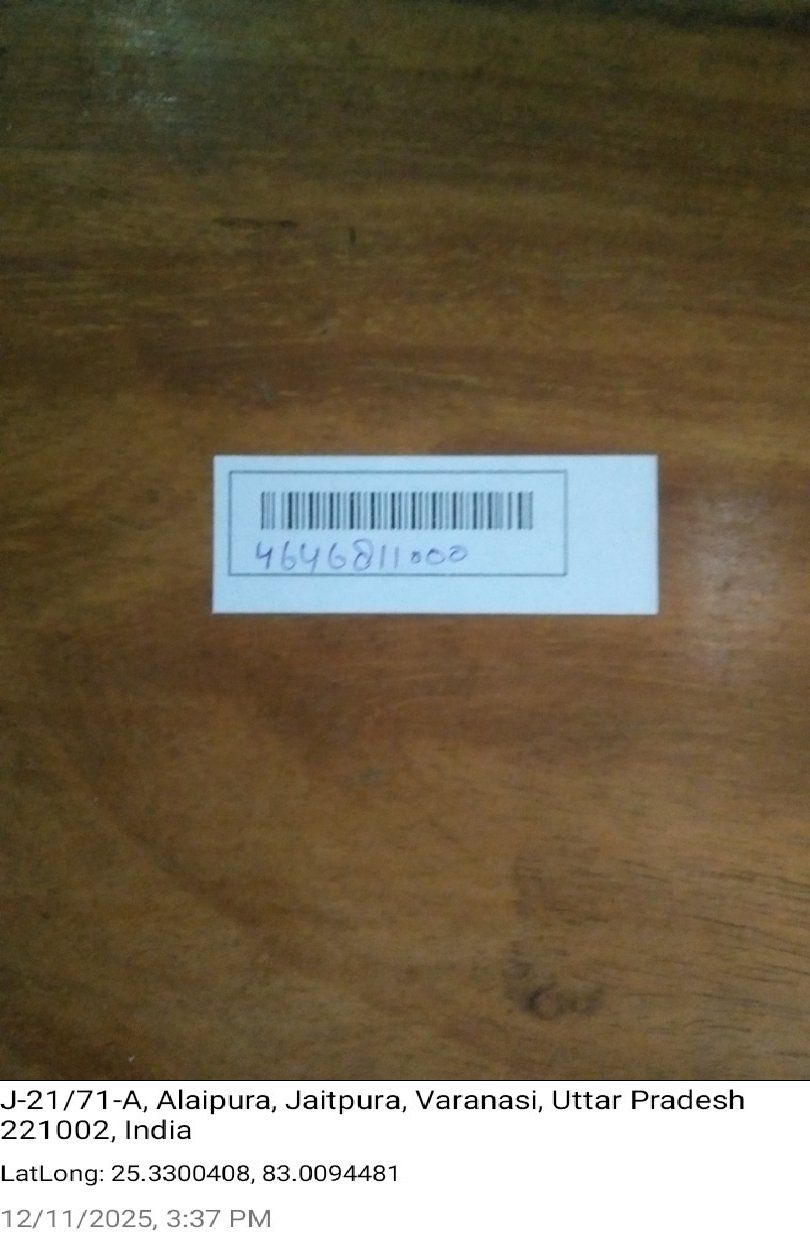 4646811000
J-21/71-A, Alaipura, Jaitpura, Varanasi, Uttar Pradesh
221002, India
LatLong: 25.3300408, 83.0094481
12/11/2025, 3:37 PM